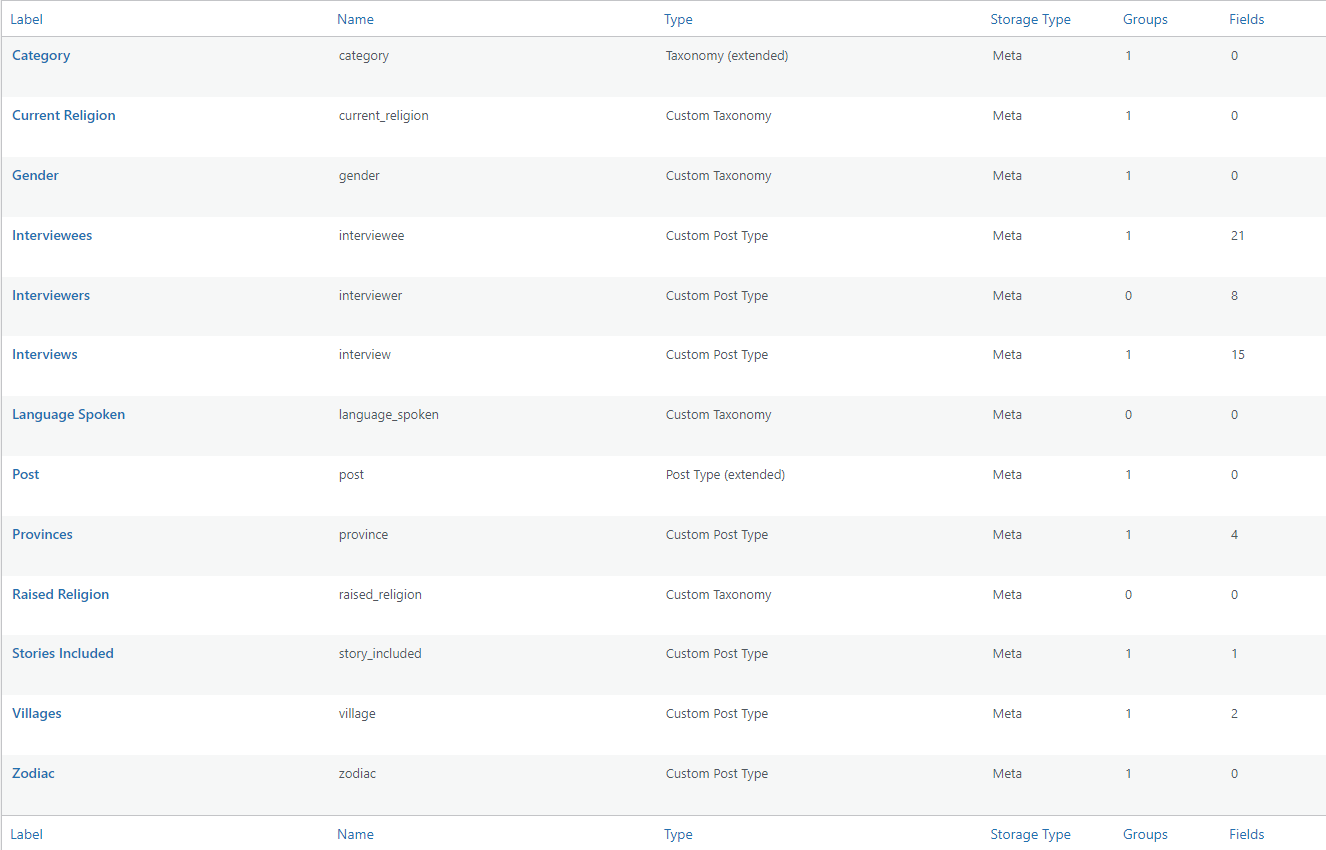 Label Name Type Storage Type Groups Fields
Category category Taxonomy (extended) Meta 1 0
Current Religion current_religion Custom Taxonomy Meta 1 0
Gender gender Custom Taxonomy Meta 1 0
Interviewees interviewee Custom Post Type Meta 1 21
Interviewers interviewer Custom Post Type Meta 0 8
Interviews interview Custom Post Type Meta 1 15
Language Spoken language_spoken Custom Taxonomy Meta 0 0
Post post Post Type (extended) Meta 1 0
Provinces province Custom Post Type Meta 1 4
Raised Religion raised_religion Custom Taxonomy Meta 0 0
Stories Included story_included Custom Post Type Meta 1 1
Villages village Custom Post Type Meta 1 2
Zodiac zodiac Custom Post Type Meta 1 0
Label Name Type Storage Type Groups Fields